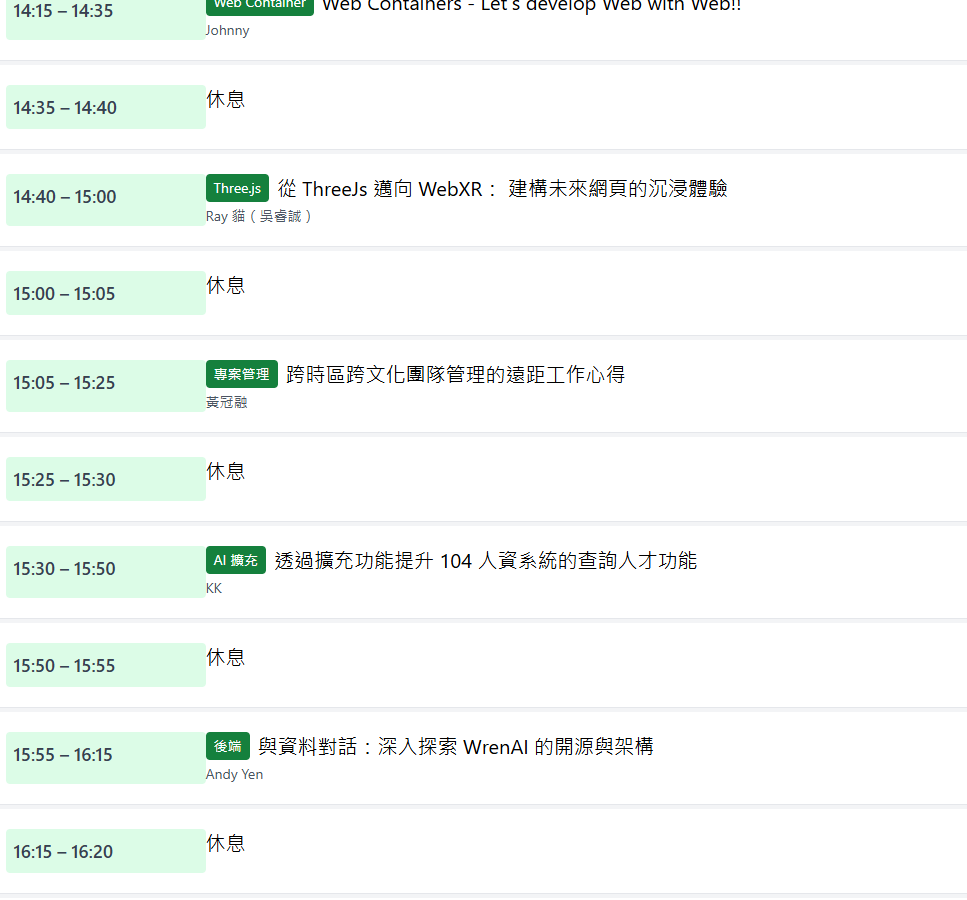 14:15 – 14:35
Web Container Web Containers - Let's develop Web with Web!!
Johnny
14:35 – 14:40
休息
14:40 – 15:00
Three.js 從 ThreeJs 邁向 WebXR： 建構未來網頁的沉浸體驗
Ray 貓（吳睿誠）
15:00 – 15:05
休息
15:05 – 15:25
專案管理 跨時區跨文化團隊管理的遠距工作心得
黃冠融
15:25 – 15:30
休息
15:30 – 15:50
AI 擴充 透過擴充功能提升 104 人資系統的查詢人才功能
KK
15:50 – 15:55
休息
15:55 – 16:15
後端 與資料對話：深入探索 WrenAI 的開源與架構
Andy Yen
16:15 – 16:20
休息